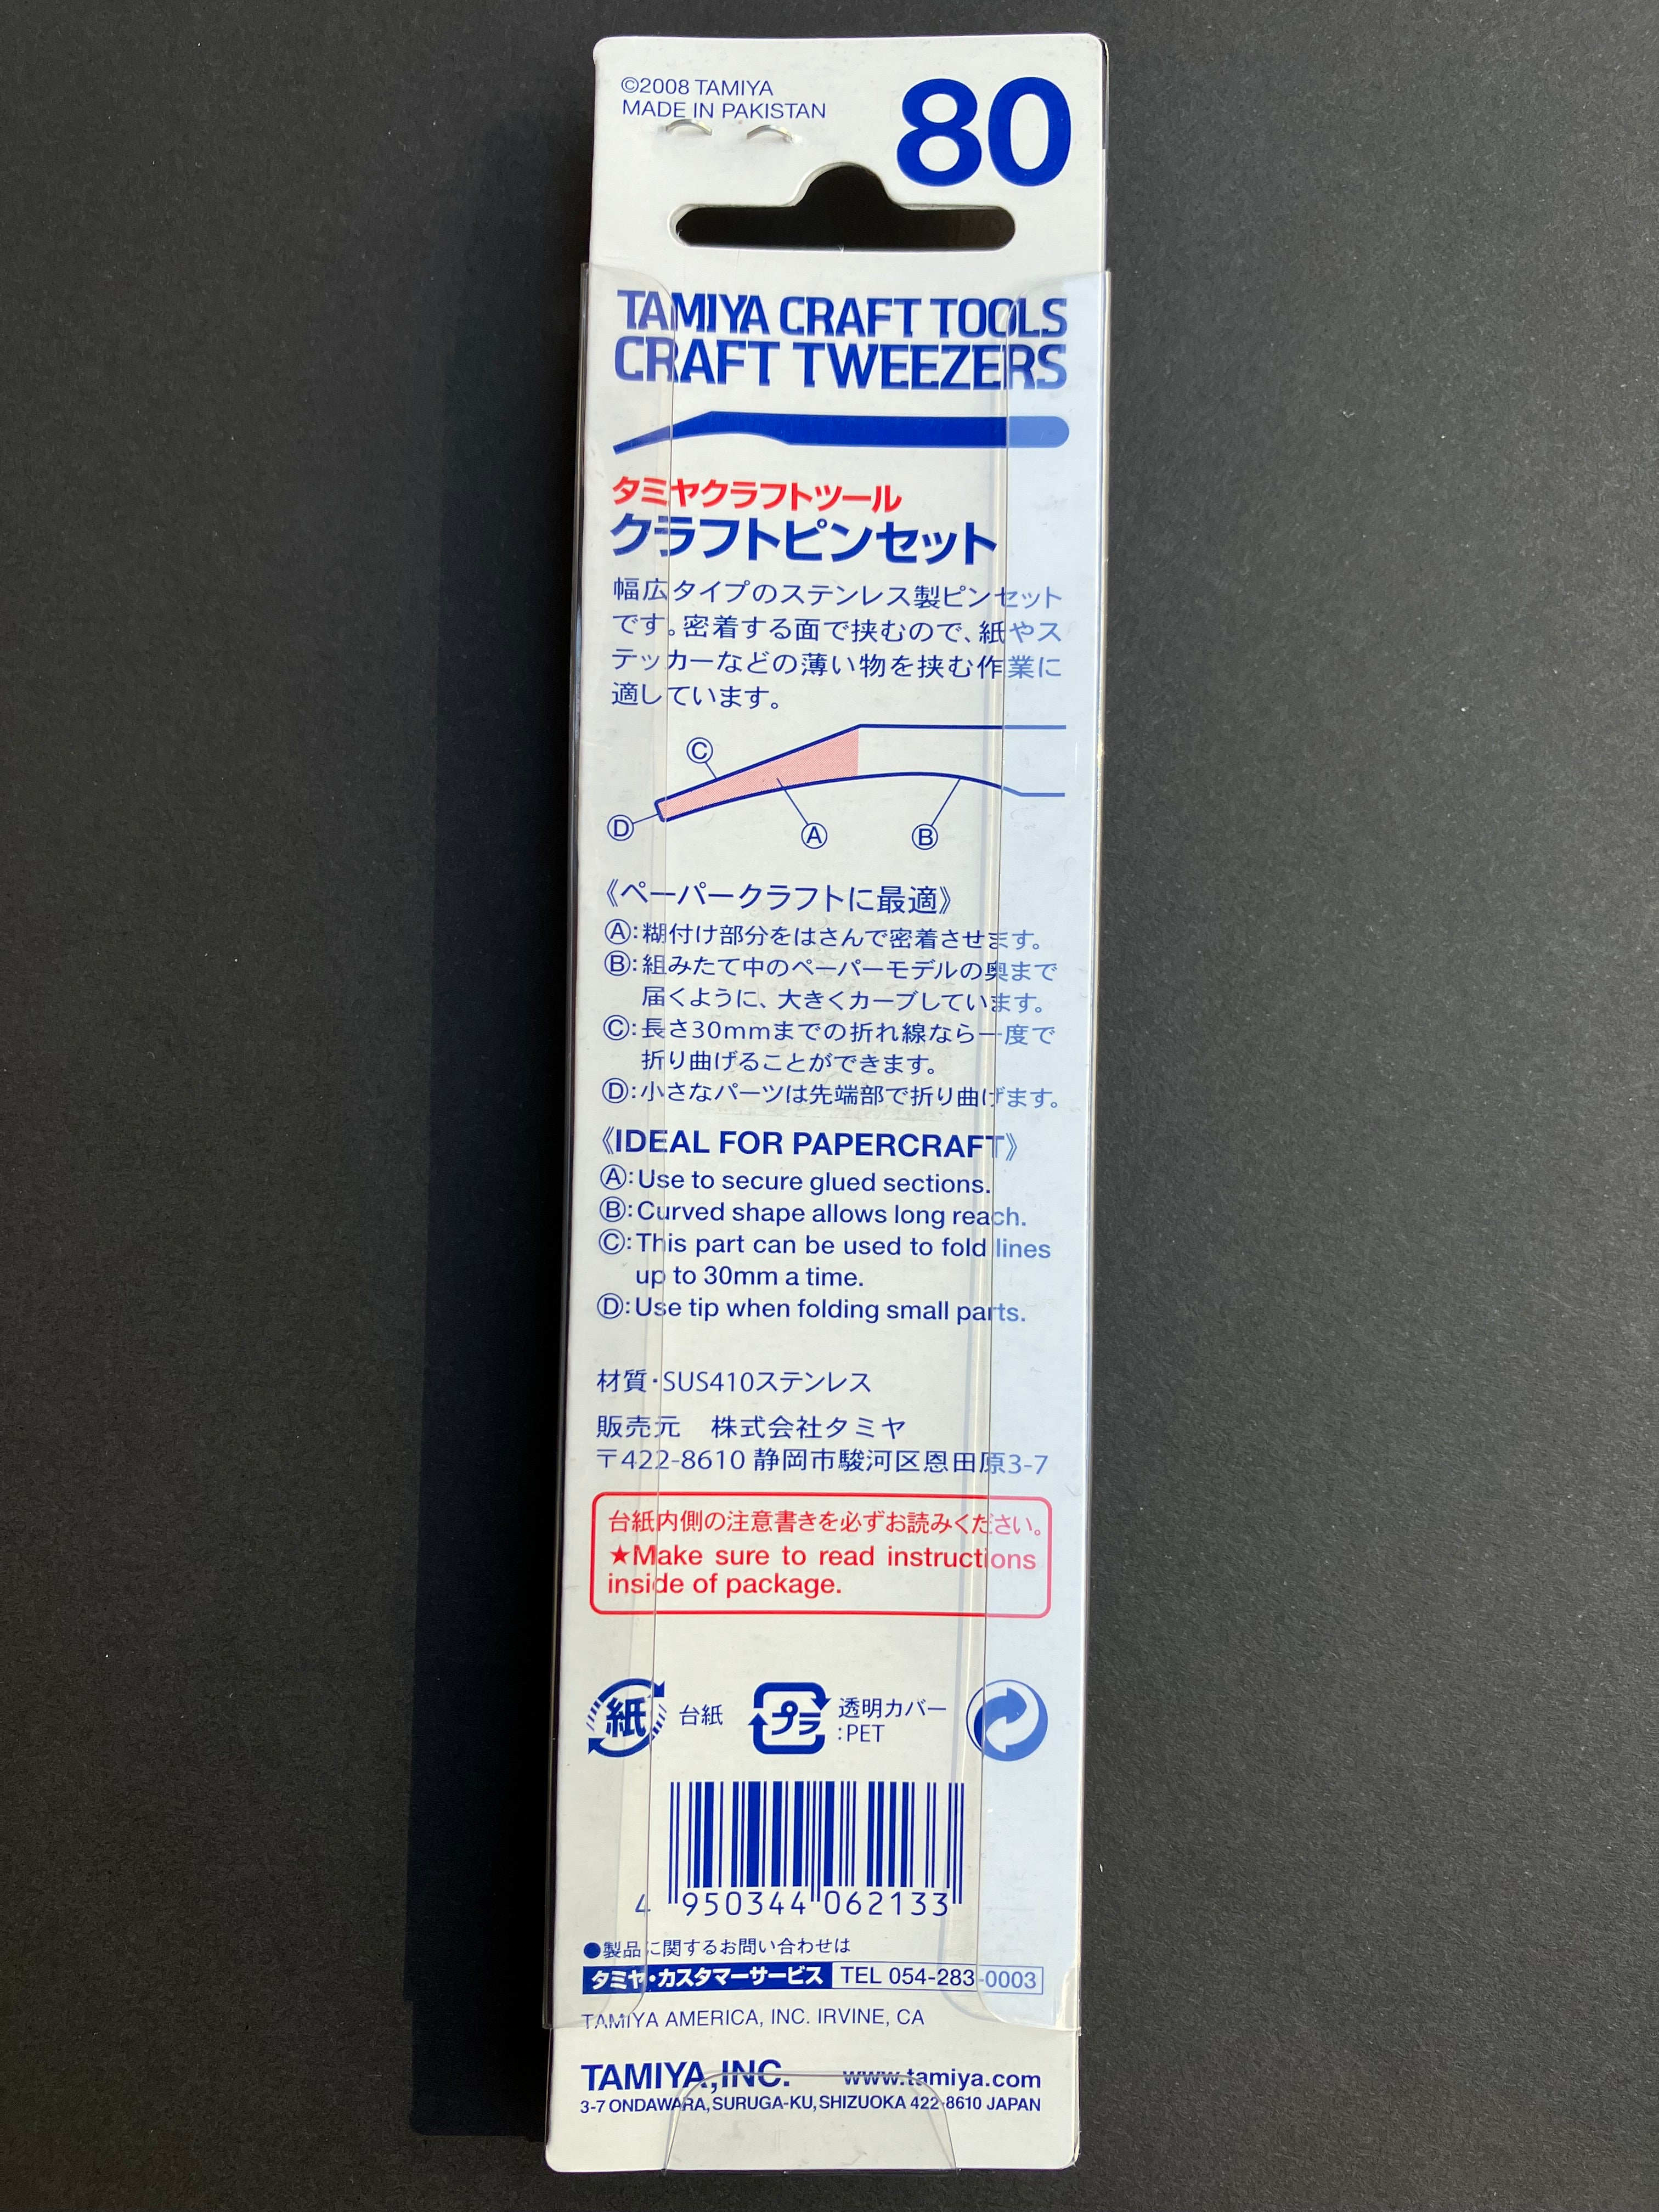 ©2008 TAMIYA
MADE IN PAKISTAN
80
TAMIYA CRAFT TOOLS
CRAFT TWEEZERS
タミヤクラフトツール
クラフトピンセット
幅広タイプのステンレス製ピンセット
です。密着する面で挟むので、紙やス
テッカーなどの薄い物を挟む作業に
適しています。
Ⓒ
Ⓓ
Ⓐ
Ⓑ
《ペーパークラフトに最適》
Ⓐ:糊付け部分をはさんで密着させます。
Ⓑ:組みたて中のペーパーモデルの奥まで
届くように、大きくカーブしています。
Ⓒ:長さ30mmまでの折れ線なら一度で
折り曲げることができます。
Ⓓ:小さなパーツは先端部で折り曲げます。
《IDEAL FOR PAPERCRAFT》
Ⓐ:Use to secure glued sections.
Ⓑ:Curved shape allows long reach.
Ⓒ:This part can be used to fold lines
up to 30mm a time.
Ⓓ:Use tip when folding small parts.
材質・SUS410ステンレス
販売元　株式会社タミヤ
〒422-8610 静岡市駿河区恩田原3-7
台紙内側の注意書きを必ずお読みください。
★Make sure to read instructions
inside of package.
紙 台紙
プラ 透明カバー
:PET
4 950344 062133
●製品に関するお問い合わせは
タミヤ・カスタマーサービス TEL 054-283-0003
TAMIYA AMERICA, INC. IRVINE, CA
TAMIYA,INC. www.tamiya.com
3-7 ONDAWARA, SURUGA-KU, SHIZUOKA 422-8610 JAPAN